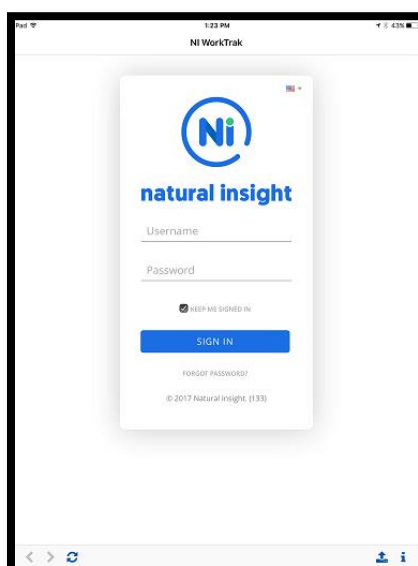 Pad 1:23 PM 43%
NI WorkTrak
Ni
natural insight
Username
Password
KEEP ME SIGNED IN
SIGN IN
FORGOT PASSWORD?
© 2017 Natural Insight. (133)